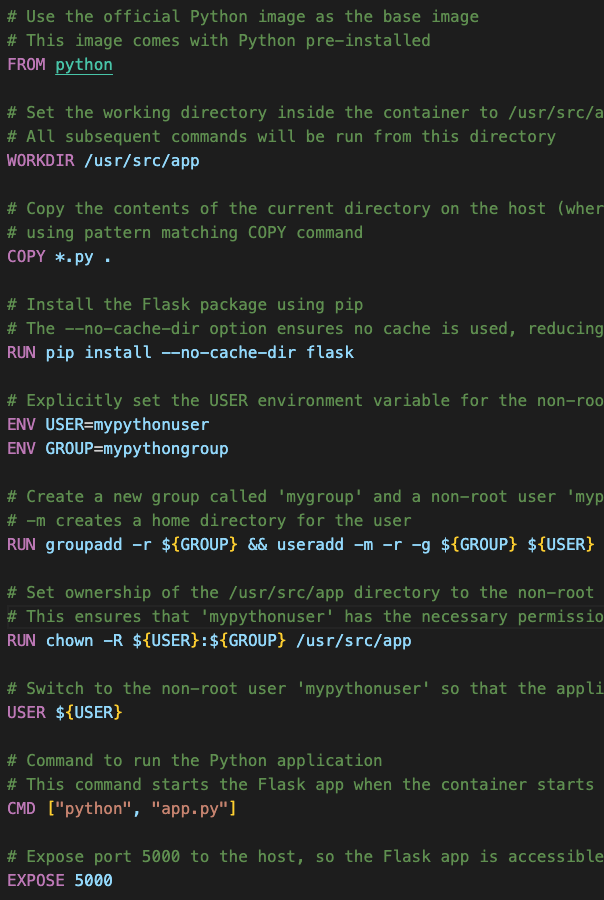 # Use the official Python image as the base image
# This image comes with Python pre-installed
FROM python
# Set the working directory inside the container to /usr/src/a
# All subsequent commands will be run from this directory
WORKDIR /usr/src/app
# Copy the contents of the current directory on the host (wher
# using pattern matching COPY command
COPY *.py .
# Install the Flask package using pip
# The --no-cache-dir option ensures no cache is used, reducing
RUN pip install --no-cache-dir flask
# Explicitly set the USER environment variable for the non-roo
ENV USER=mypythonuser
ENV GROUP=mypythongroup
# Create a new group called 'mygroup' and a non-root user 'myp
# -m creates a home directory for the user
RUN groupadd -r ${GROUP} && useradd -m -r -g ${GROUP} ${USER}
# Set ownership of the /usr/src/app directory to the non-root
# This ensures that 'mypythonuser' has the necessary permissio
RUN chown -R ${USER}:${GROUP} /usr/src/app
# Switch to the non-root user 'mypythonuser' so that the appli
USER ${USER}
# Command to run the Python application
# This command starts the Flask app when the container starts
CMD ["python", "app.py"]
# Expose port 5000 to the host, so the Flask app is accessible
EXPOSE 5000